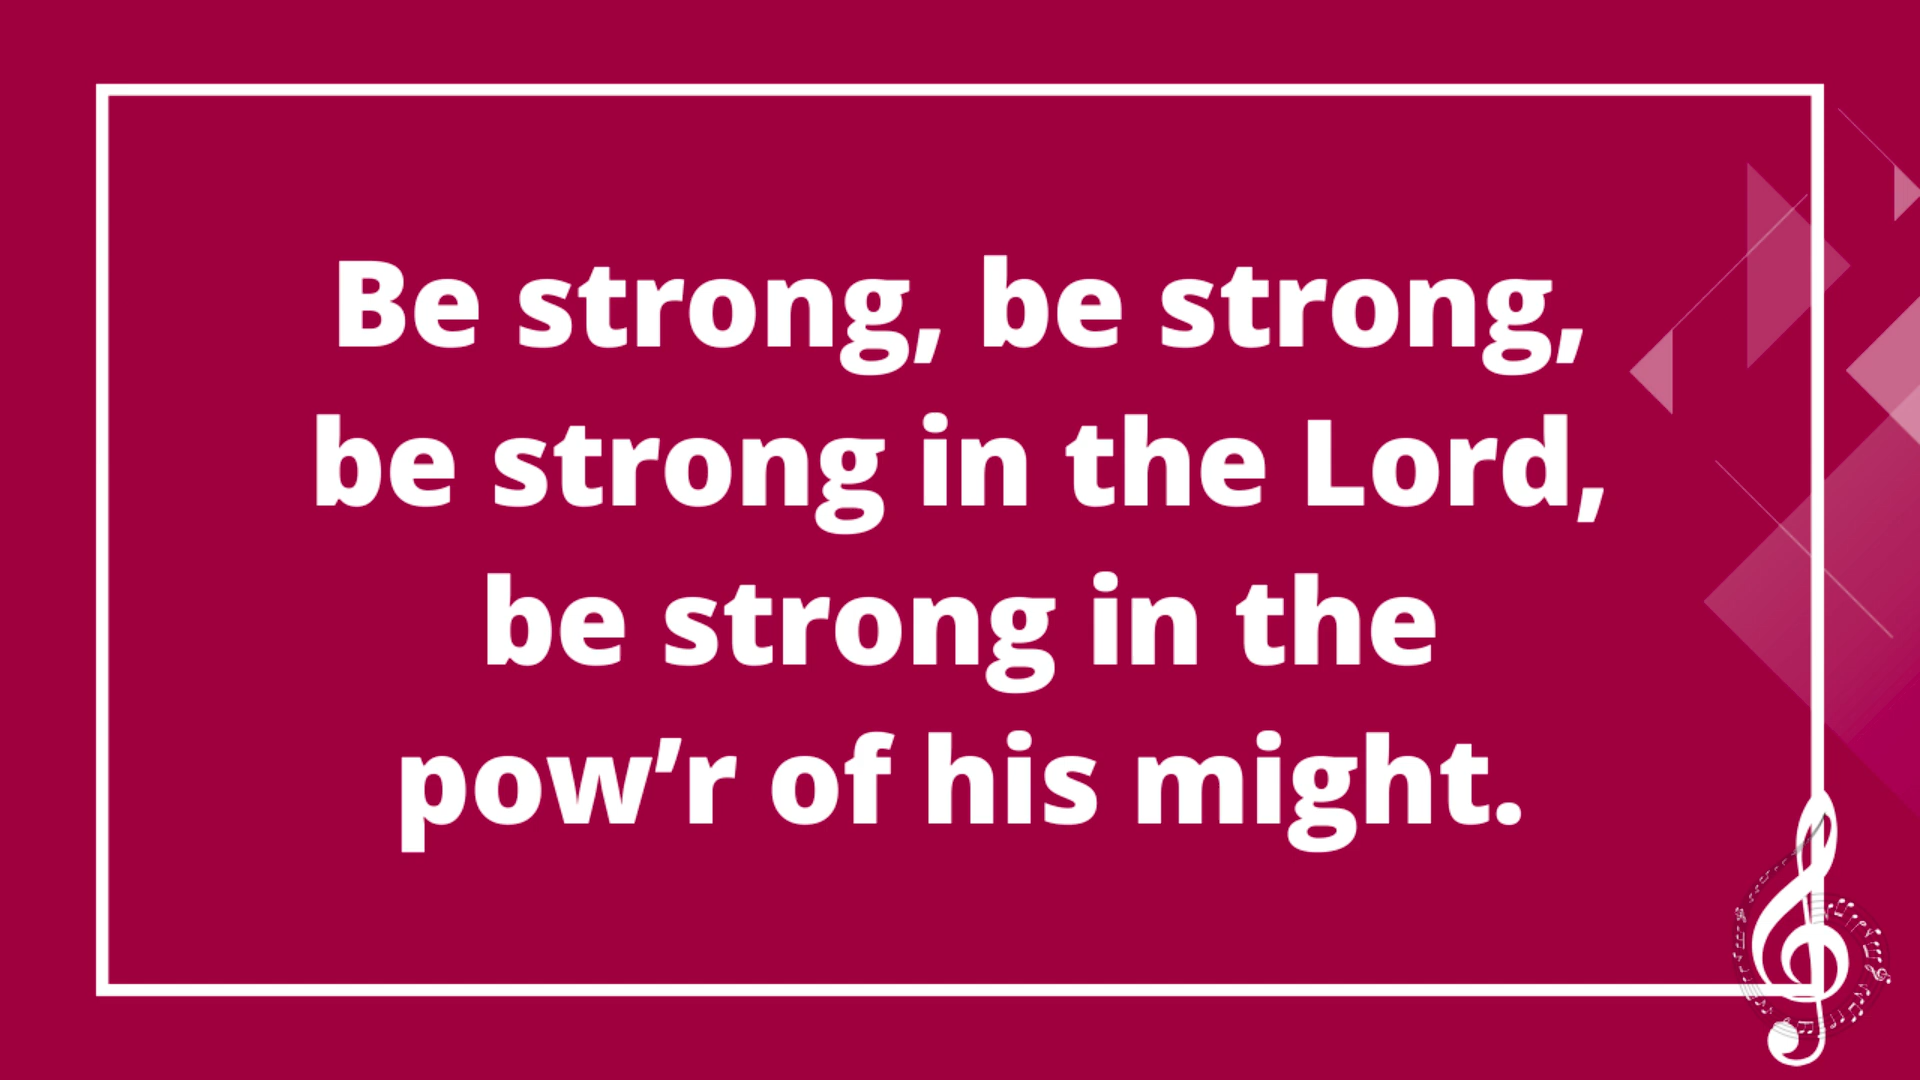 Be strong, be strong,
be strong in the Lord,
be strong in the
pow’r of his might.